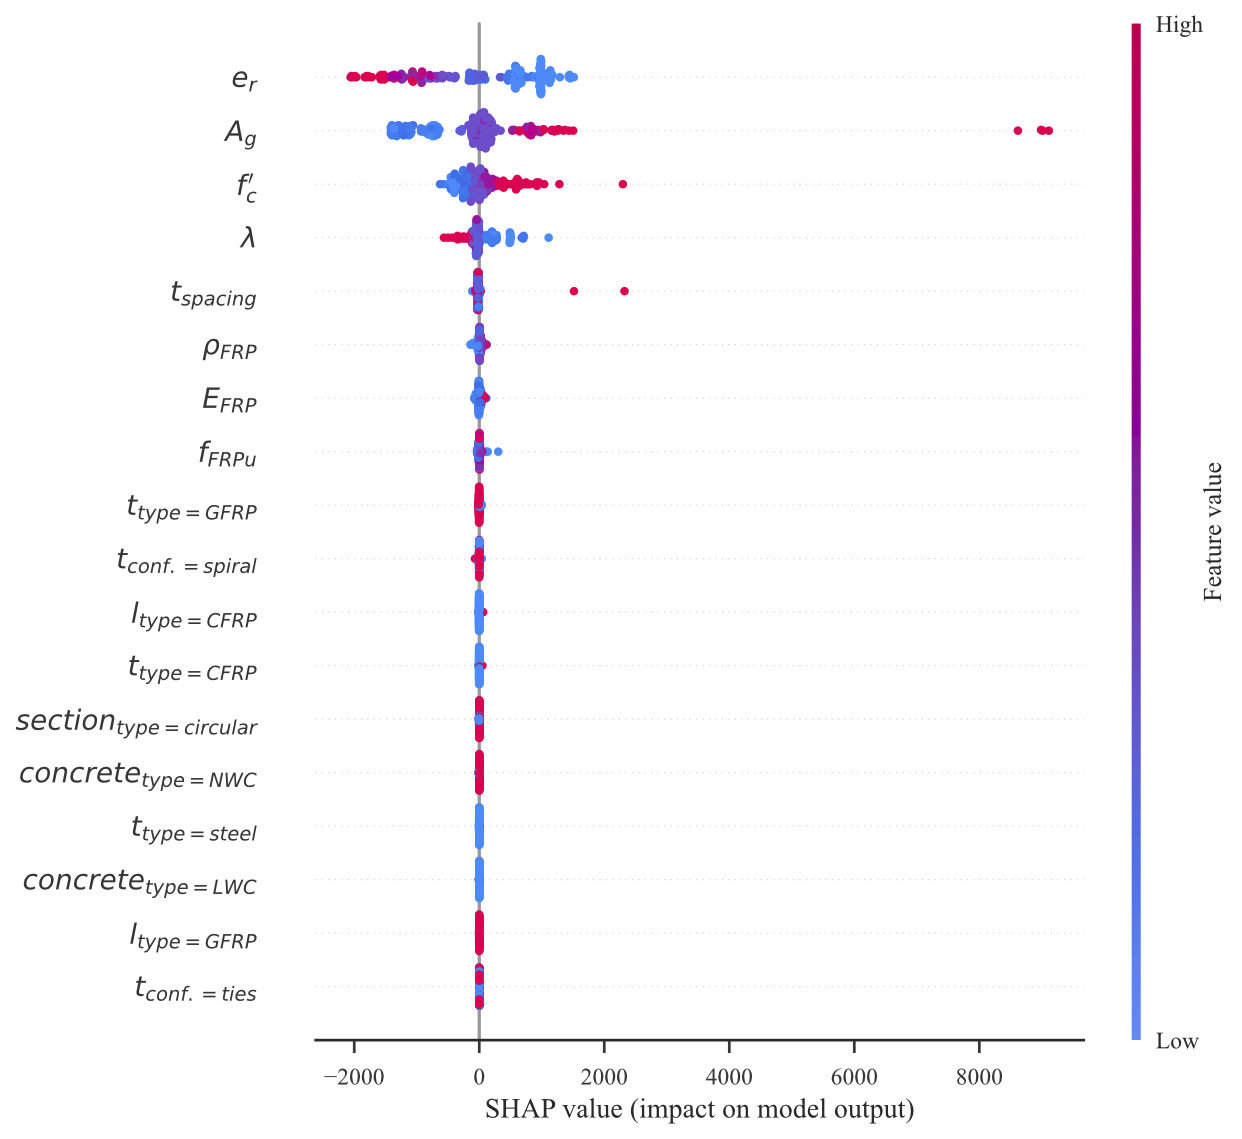 High
e_r
A_g
f′_c
λ
t_spacing
ρ_FRP
E_FRP
f_FRPu
t_type = GFRP
t_conf. = spiral
l_type = CFRP
t_type = CFRP
section_type = circular
concrete_type = NWC
t_type = steel
concrete_type = LWC
l_type = GFRP
t_conf. = ties
Feature value
Low
−2000 0 2000 4000 6000 8000
SHAP value (impact on model output)